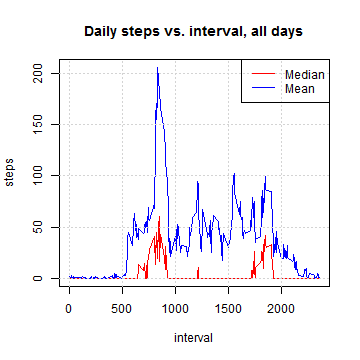 Daily steps vs. interval, all days
Median
Mean
steps
200
150
100
50
0
0
500
1000
1500
2000
interval